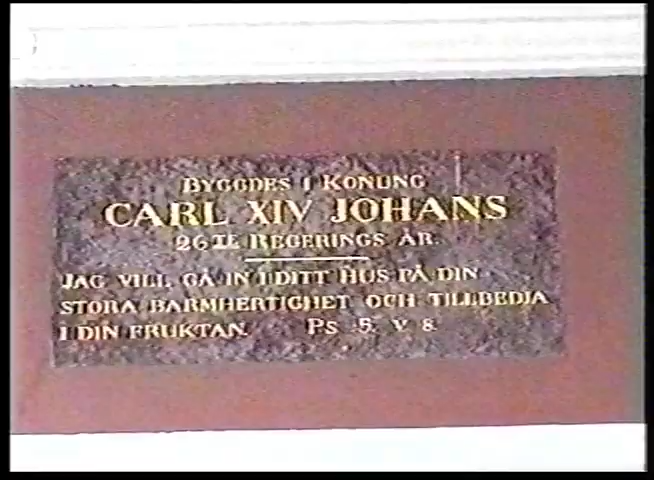 BYGGDES I KONUNG
CARL XIV JOHANS
26TE REGERINGS ÅR.
JAG VILL GÅ IN I DITT HUS PÅ DIN
STORA BARMHERTIGHET OCH TILLBEDJA
I DIN FRUKTAN. PS. 5. V. 8.